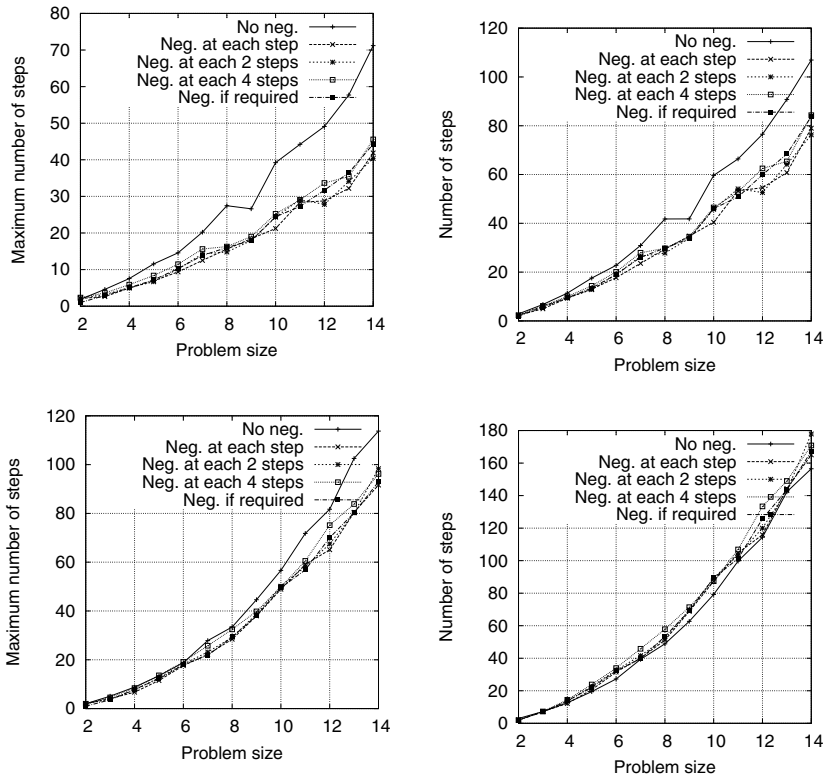 80
70
60
50
40
30
20
10
0
2 4 6 8 10 12 14
Maximum number of steps
Problem size
No neg.
Neg. at each step
Neg. at each 2 steps
Neg. at each 4 steps
Neg. if required
120
100
80
60
40
20
0
2 4 6 8 10 12 14
Number of steps
Problem size
No neg.
Neg. at each step
Neg. at each 2 steps
Neg. at each 4 steps
Neg. if required
120
100
80
60
40
20
0
2 4 6 8 10 12 14
Maximum number of steps
Problem size
No neg.
Neg. at each step
Neg. at each 2 steps
Neg. at each 4 steps
Neg. if required
180
160
140
120
100
80
60
40
20
0
2 4 6 8 10 12 14
Number of steps
Problem size
No neg.
Neg. at each step
Neg. at each 2 steps
Neg. at each 4 steps
Neg. if required